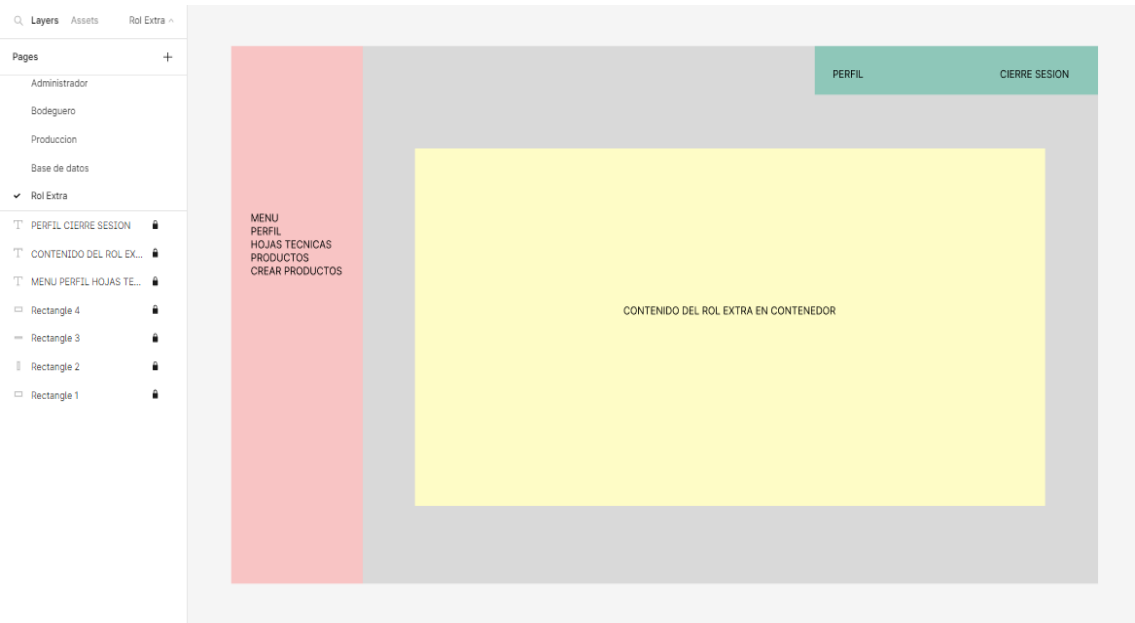 Layers Assets Rol Extra
Pages
Administrador
Bodeguero
Produccion
Base de datos
Rol Extra
PERFIL CIERRE SESION
CONTENIDO DEL ROL EX...
MENU PERFIL HOJAS TE...
Rectangle 4
Rectangle 3
Rectangle 2
Rectangle 1
PERFIL CIERRE SESION
MENU
PERFIL
HOJAS TECNICAS
PRODUCTOS
CREAR PRODUCTOS
CONTENIDO DEL ROL EXTRA EN CONTENEDOR